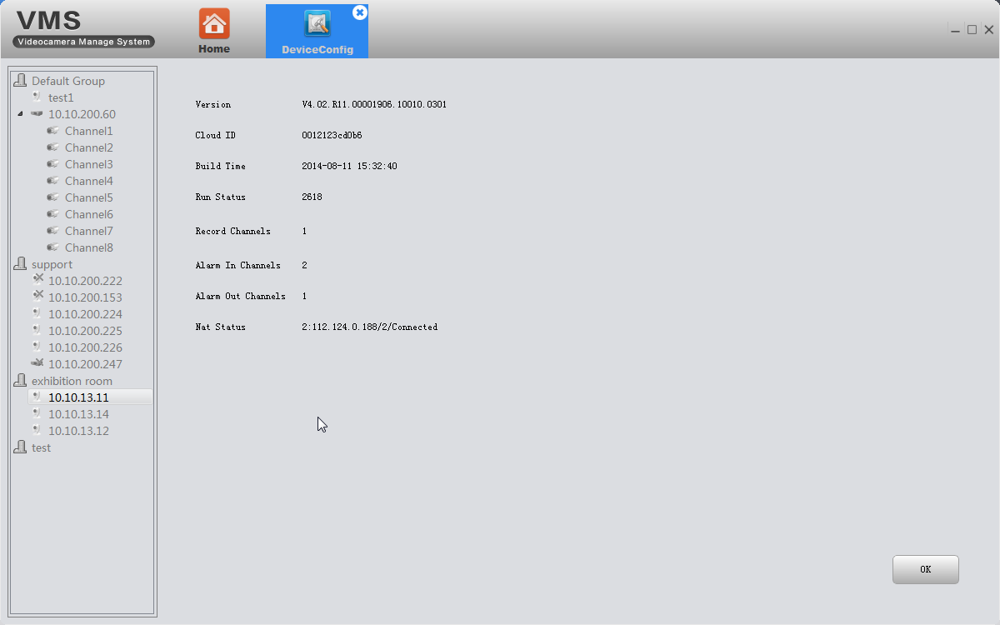 VMS
Videocamera Manage System
Home
DeviceConfig
Default Group
test1
10.10.200.60
Channel1
Channel2
Channel3
Channel4
Channel5
Channel6
Channel7
Channel8
support
10.10.200.222
10.10.200.153
10.10.200.224
10.10.200.225
10.10.200.226
10.10.200.247
exhibition room
10.10.13.11
10.10.13.14
10.10.13.12
test
Version V4.02.R11.00001906.10010.0301
Cloud ID 0012123cd0b6
Build Time 2014-08-11 15:32:40
Run Status 2618
Record Channels 1
Alarm In Channels 2
Alarm Out Channels 1
Nat Status 2:112.124.0.188/2/Connected
OK